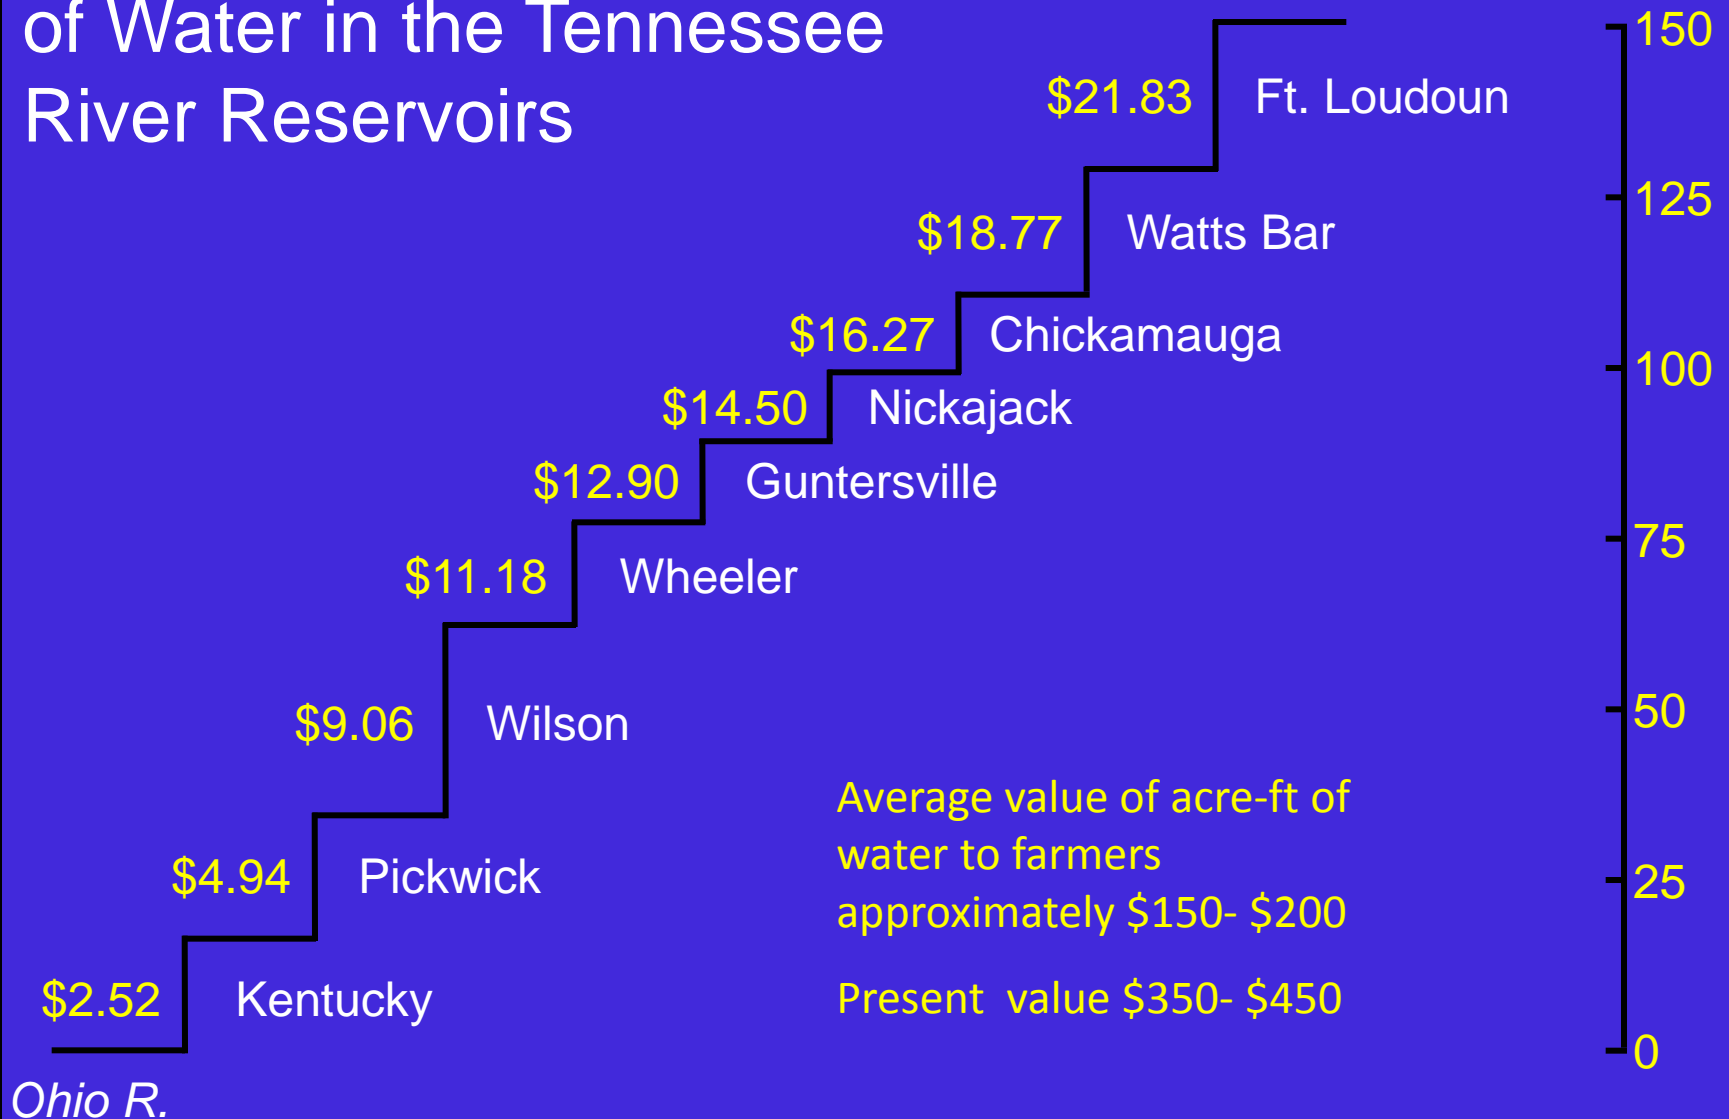 of Water in the Tennessee
River Reservoirs
150
$21.83 Ft. Loudoun
125
$18.77 Watts Bar
$16.27 Chickamauga
100
$14.50 Nickajack
$12.90 Guntersville
75
$11.18 Wheeler
$9.06 Wilson
50
Average value of acre-ft of
water to farmers
approximately $150- $200
$4.94 Pickwick
25
Present value $350- $450
$2.52 Kentucky
0
Ohio R.